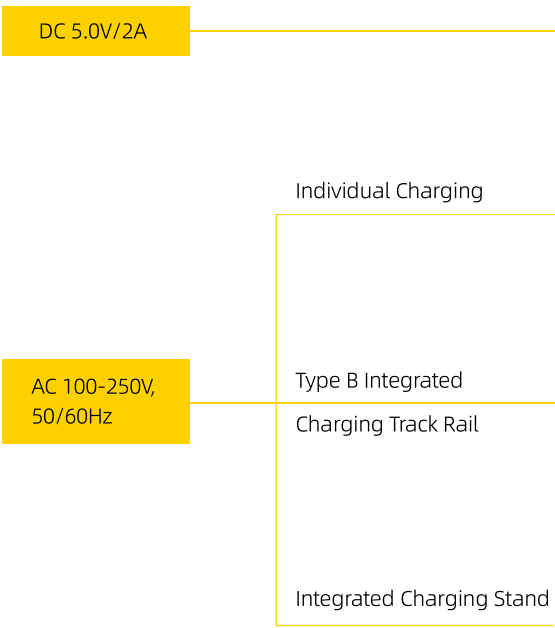 DC 5.0V/2A
Individual Charging
AC 100-250V,
50/60Hz
Type B Integrated
Charging Track Rail
Integrated Charging Stand